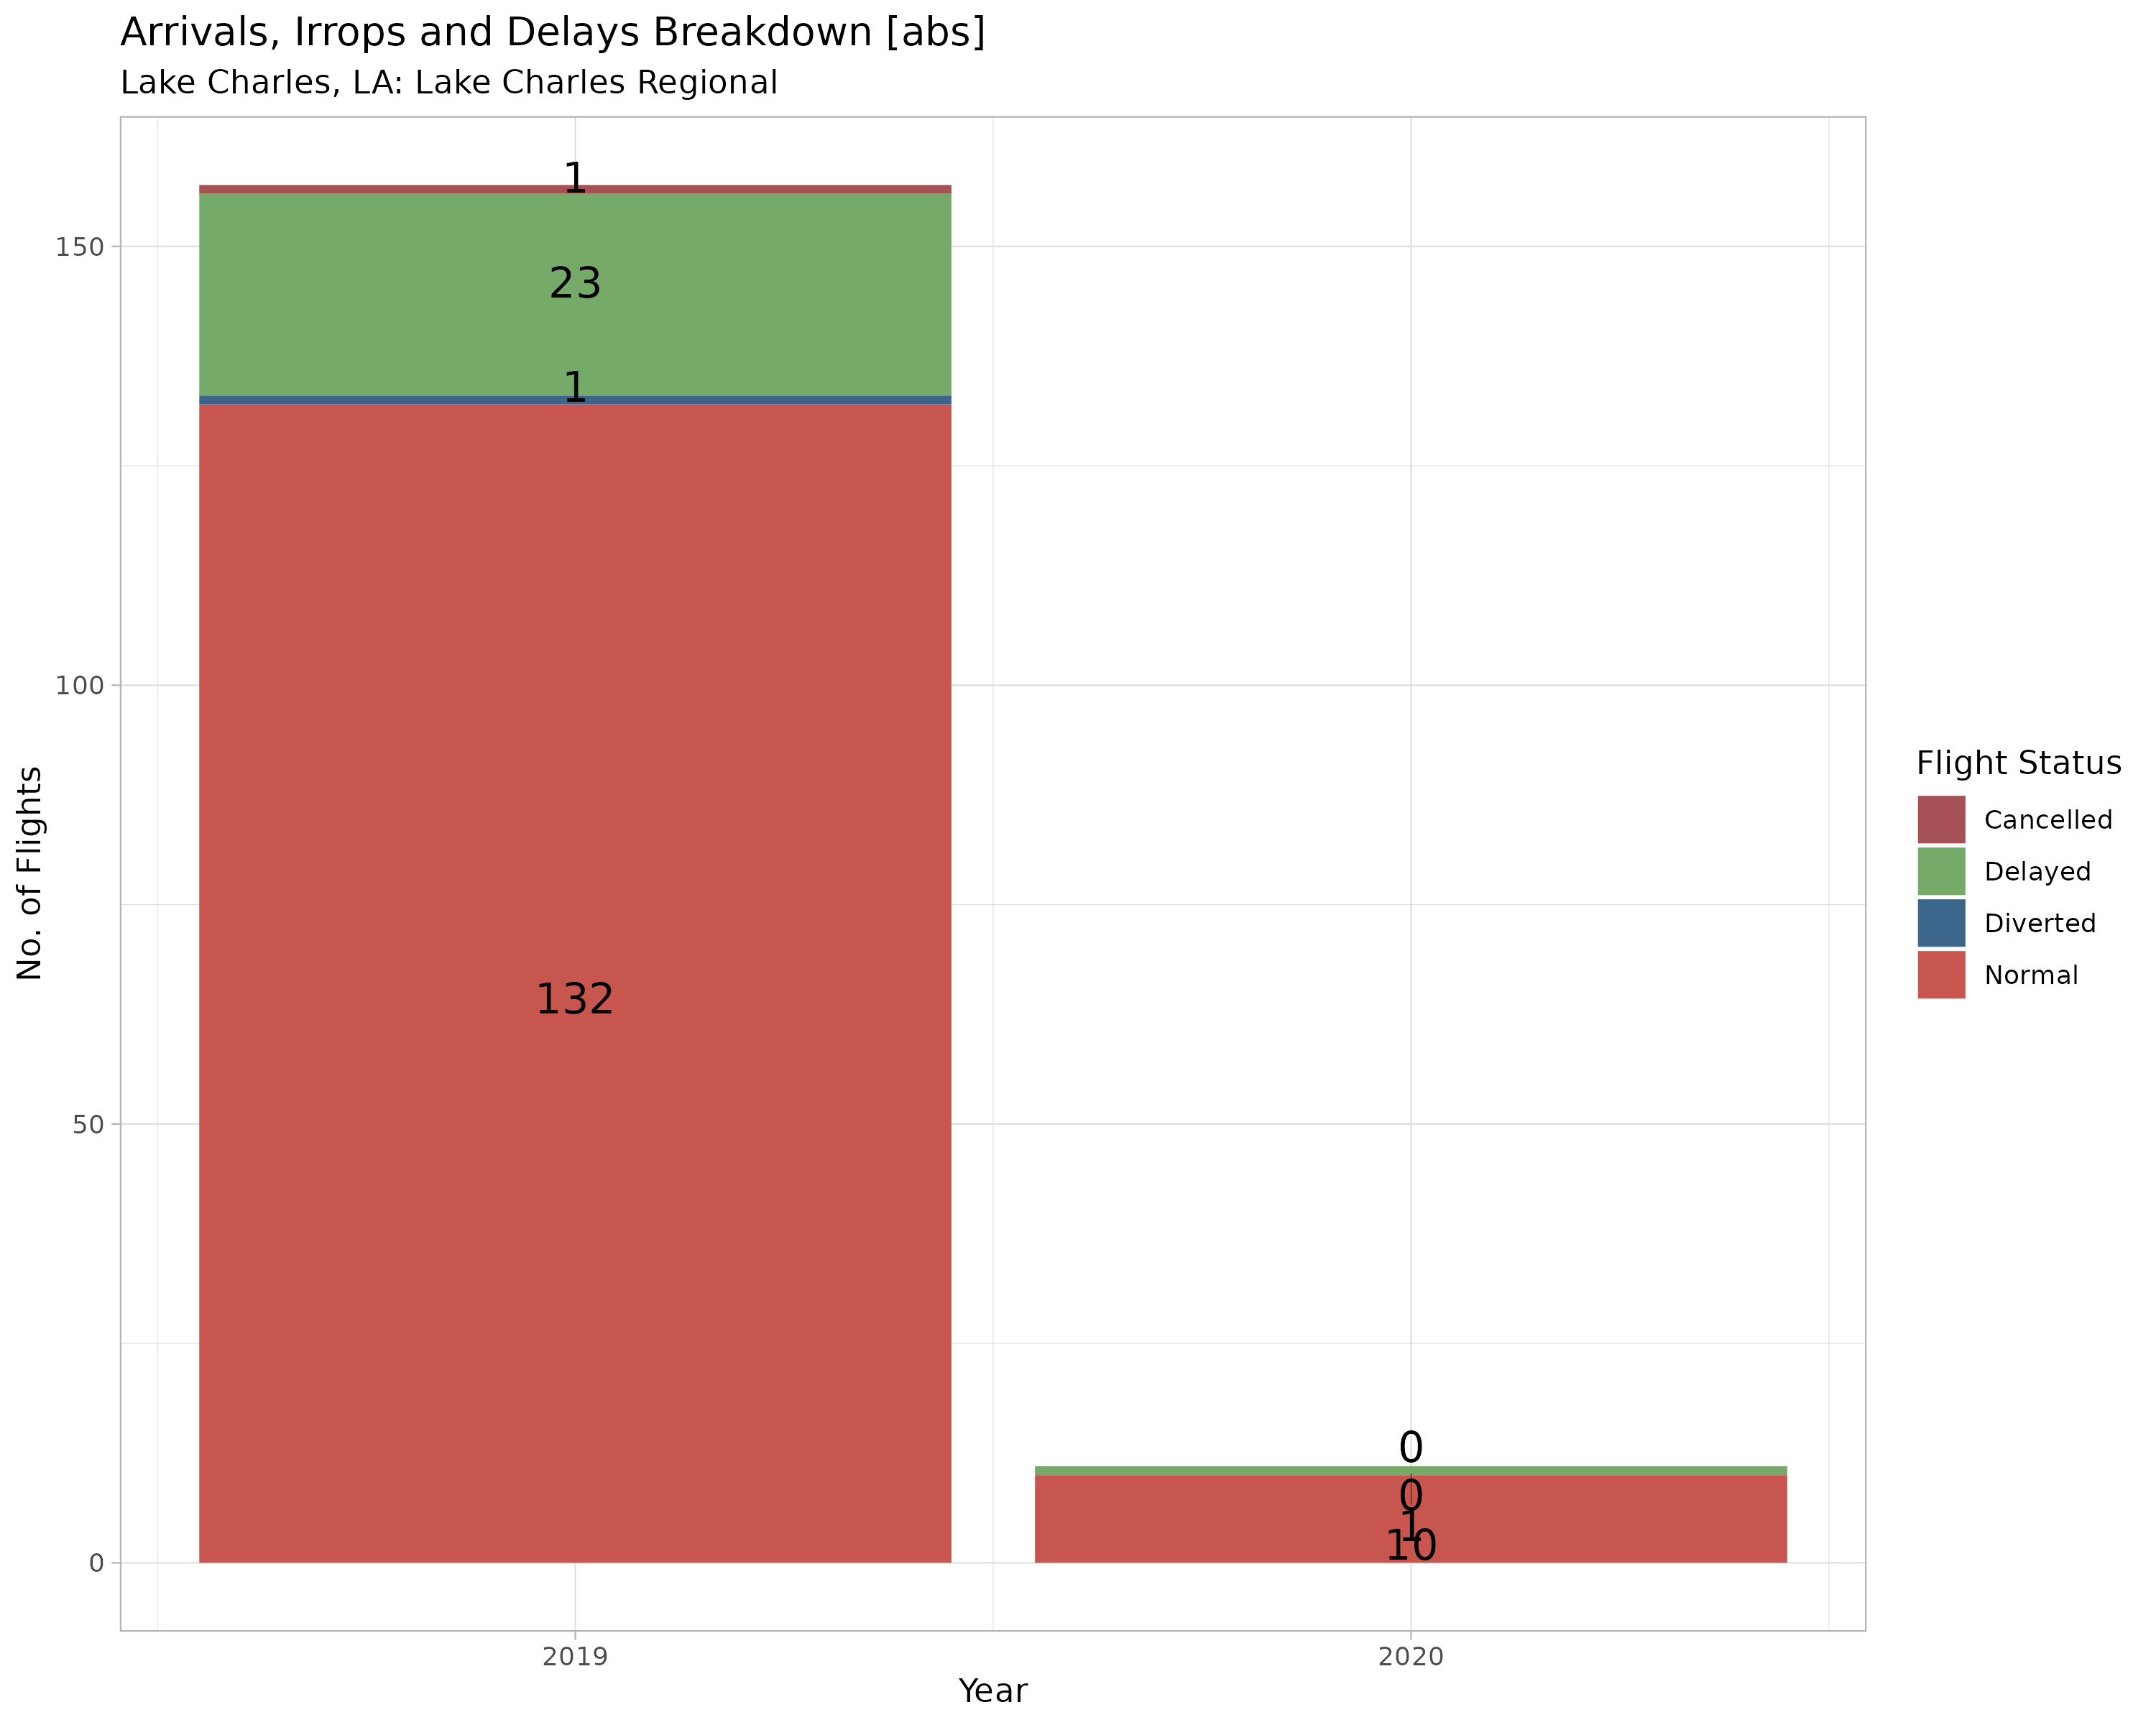 Arrivals, Irrops and Delays Breakdown [abs]
Lake Charles, LA: Lake Charles Regional
1
23
1
132
0
0
1
10
150
100
50
0
No. of Flights
2019
2020
Year
Flight Status
Cancelled
Delayed
Diverted
Normal